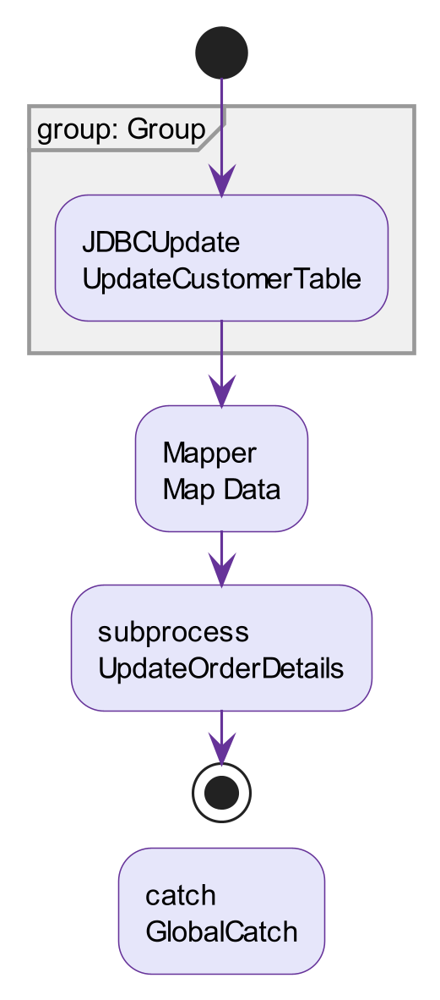 group: Group
JDBCUpdate
UpdateCustomerTable
Mapper
Map Data
subprocess
UpdateOrderDetails
catch
GlobalCatch